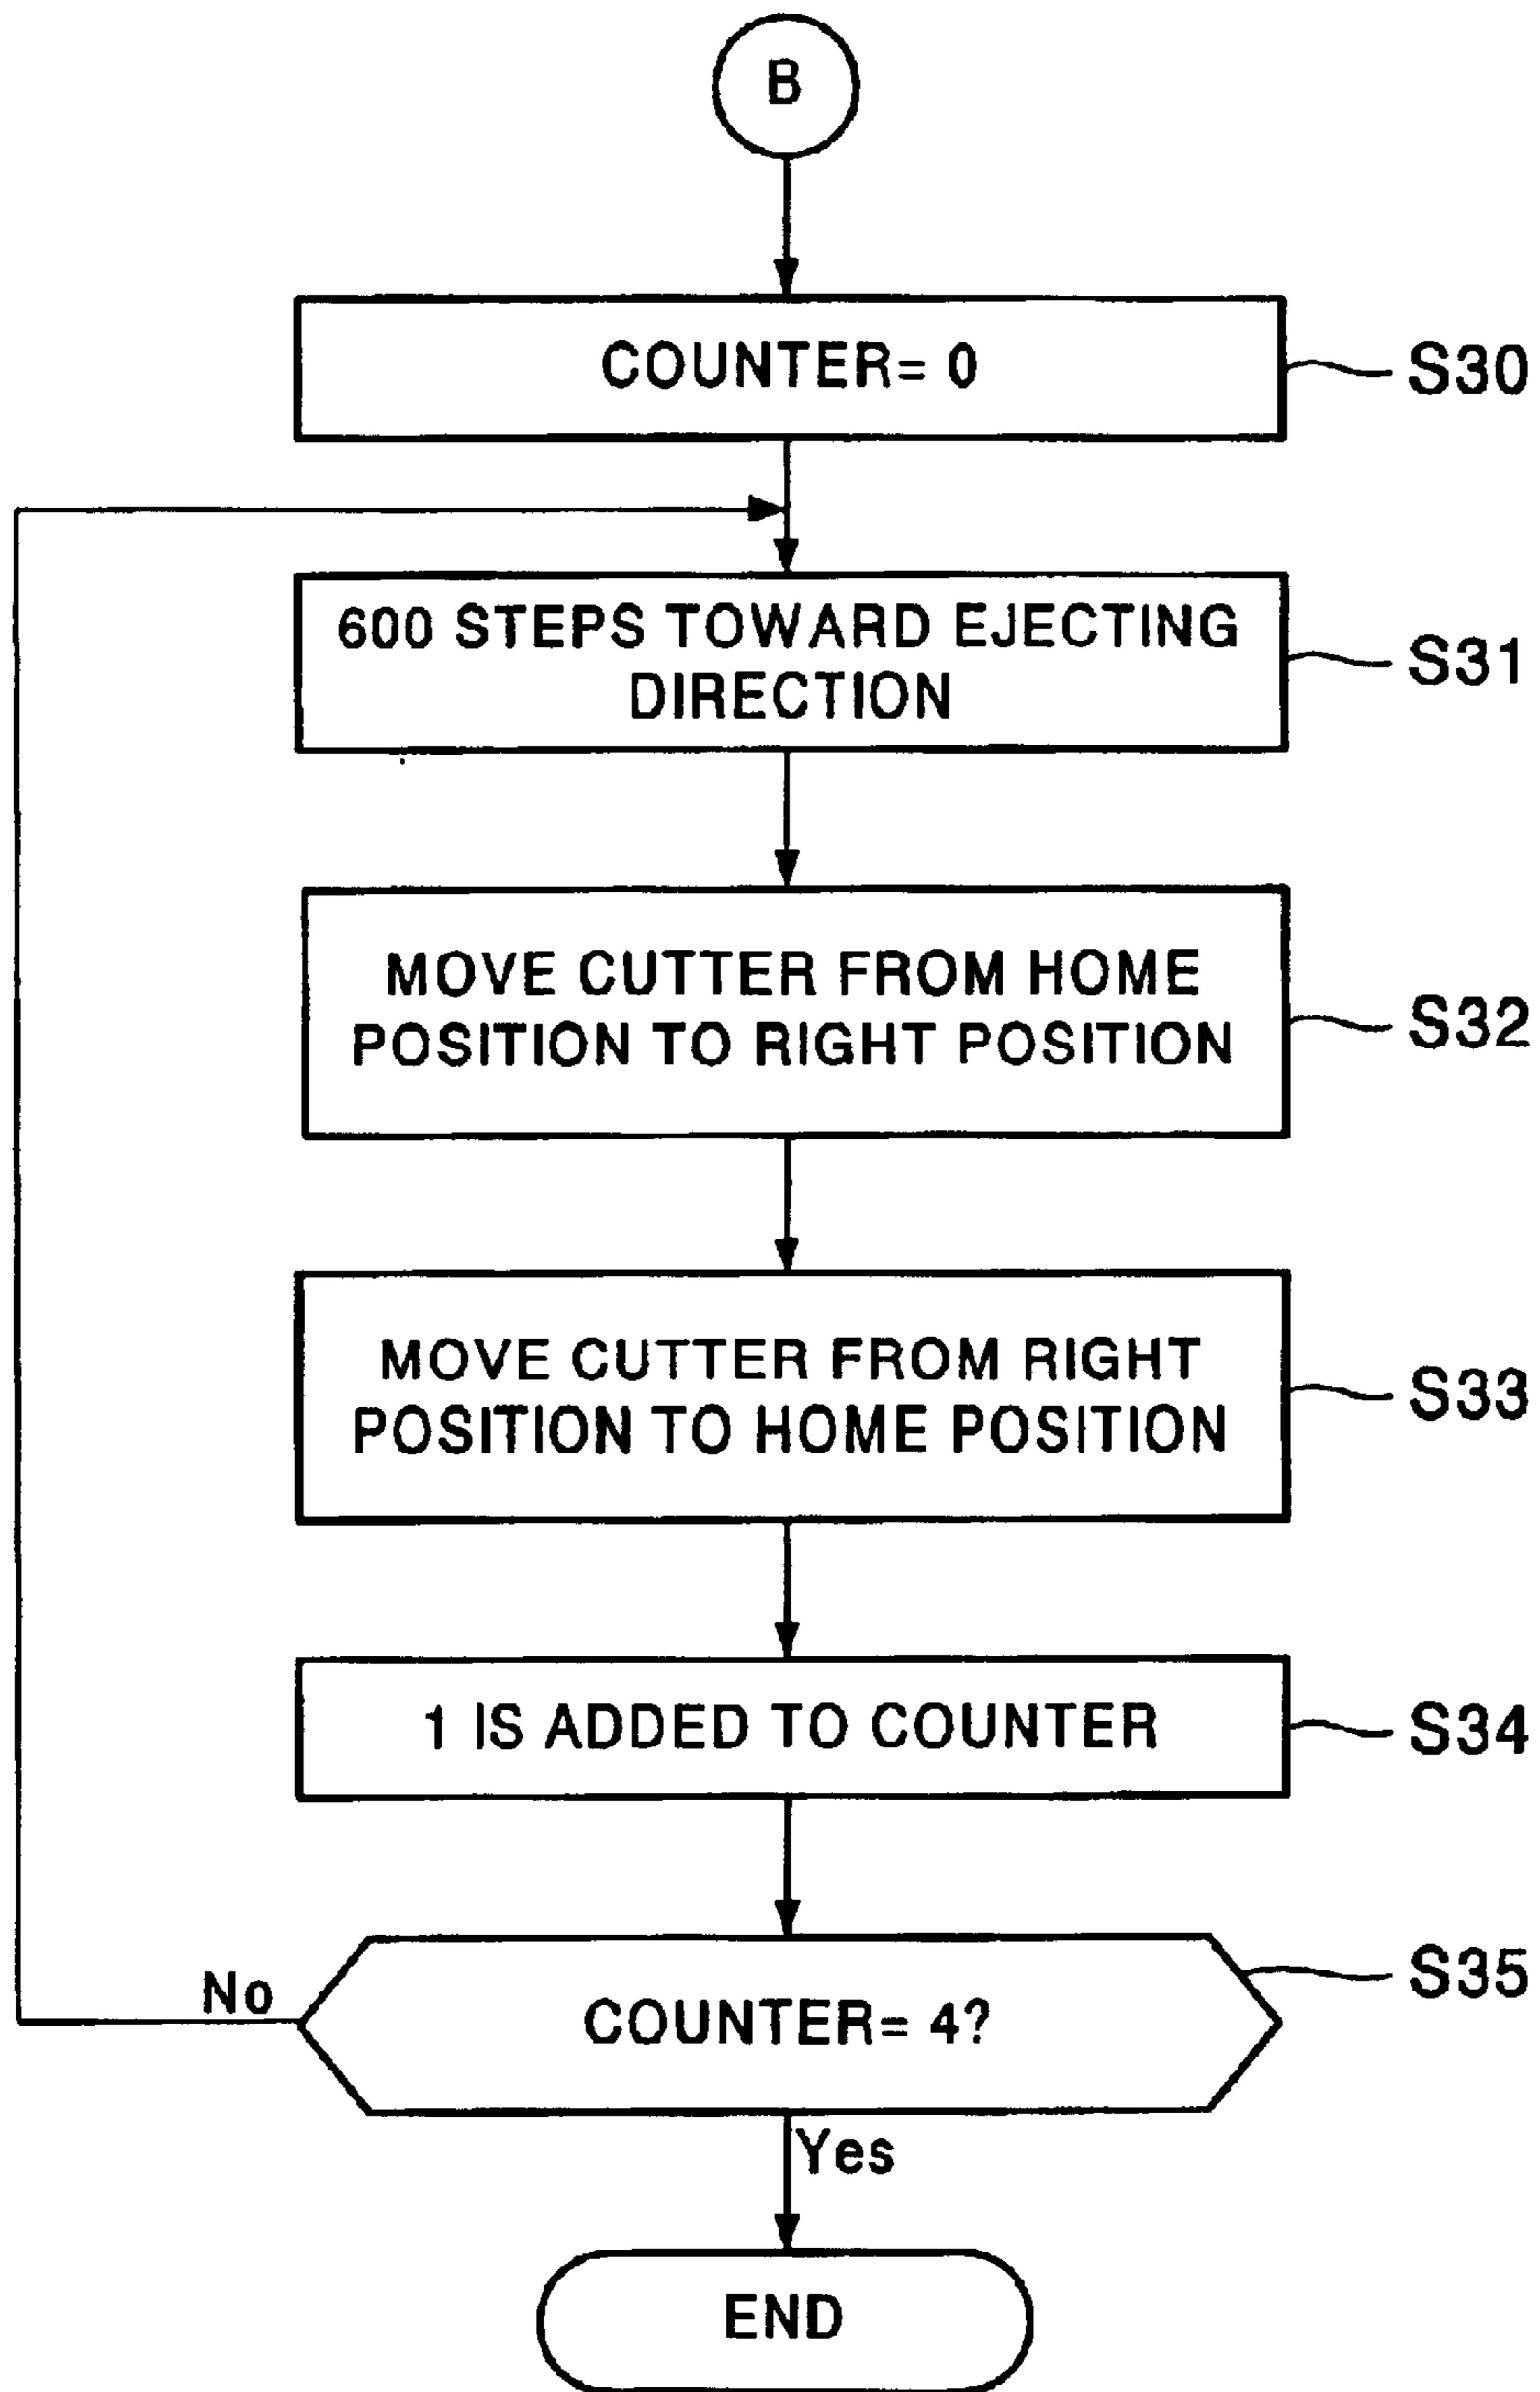 B
COUNTER= 0
S30
600 STEPS TOWARD EJECTING
DIRECTION
S31
MOVE CUTTER FROM HOME
POSITION TO RIGHT POSITION
S32
MOVE CUTTER FROM RIGHT
POSITION TO HOME POSITION
S33
1 IS ADDED TO COUNTER
S34
S35
No
COUNTER= 4?
Yes
END